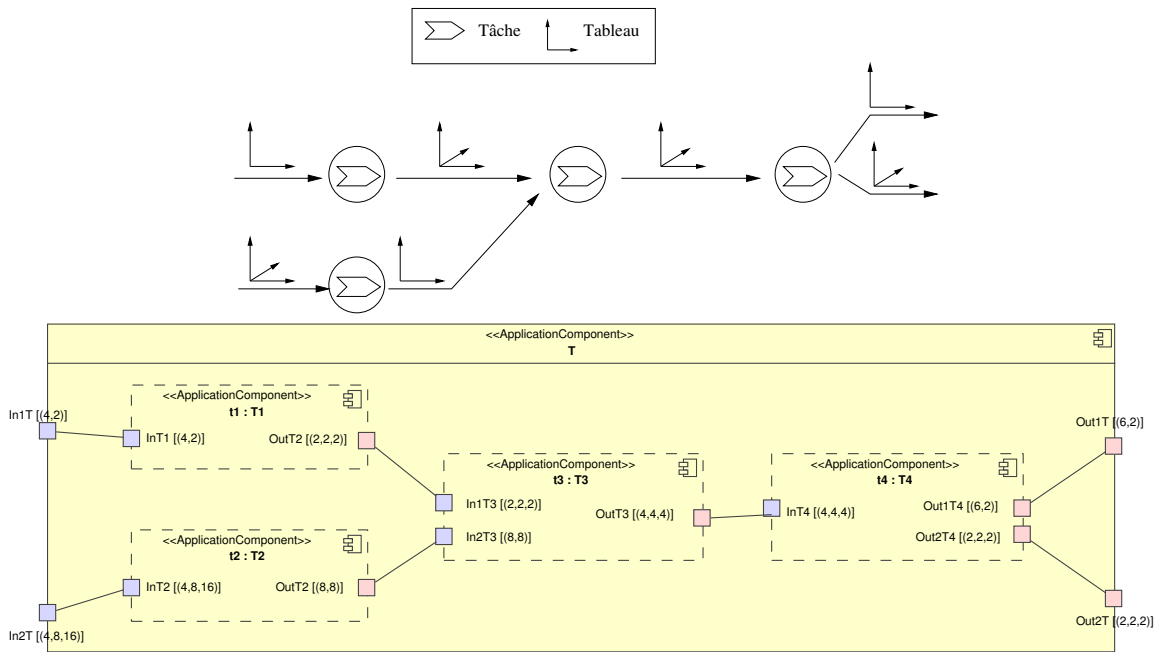 Tâche
Tableau
<<ApplicationComponent>>
T
<<ApplicationComponent>>
t1 : T1
In1T [(4,2)]
InT1 [(4,2)]
OutT2 [(2,2,2)]
<<ApplicationComponent>>
t3 : T3
In1T3 [(2,2,2)]
In2T3 [(8,8)]
OutT3 [(4,4,4)]
<<ApplicationComponent>>
t4 : T4
InT4 [(4,4,4)]
Out1T4 [(6,2)]
Out2T4 [(2,2,2)]
Out1T [(6,2)]
<<ApplicationComponent>>
t2 : T2
InT2 [(4,8,16)]
OutT2 [(8,8)]
In2T [(4,8,16)]
Out2T [(2,2,2)]